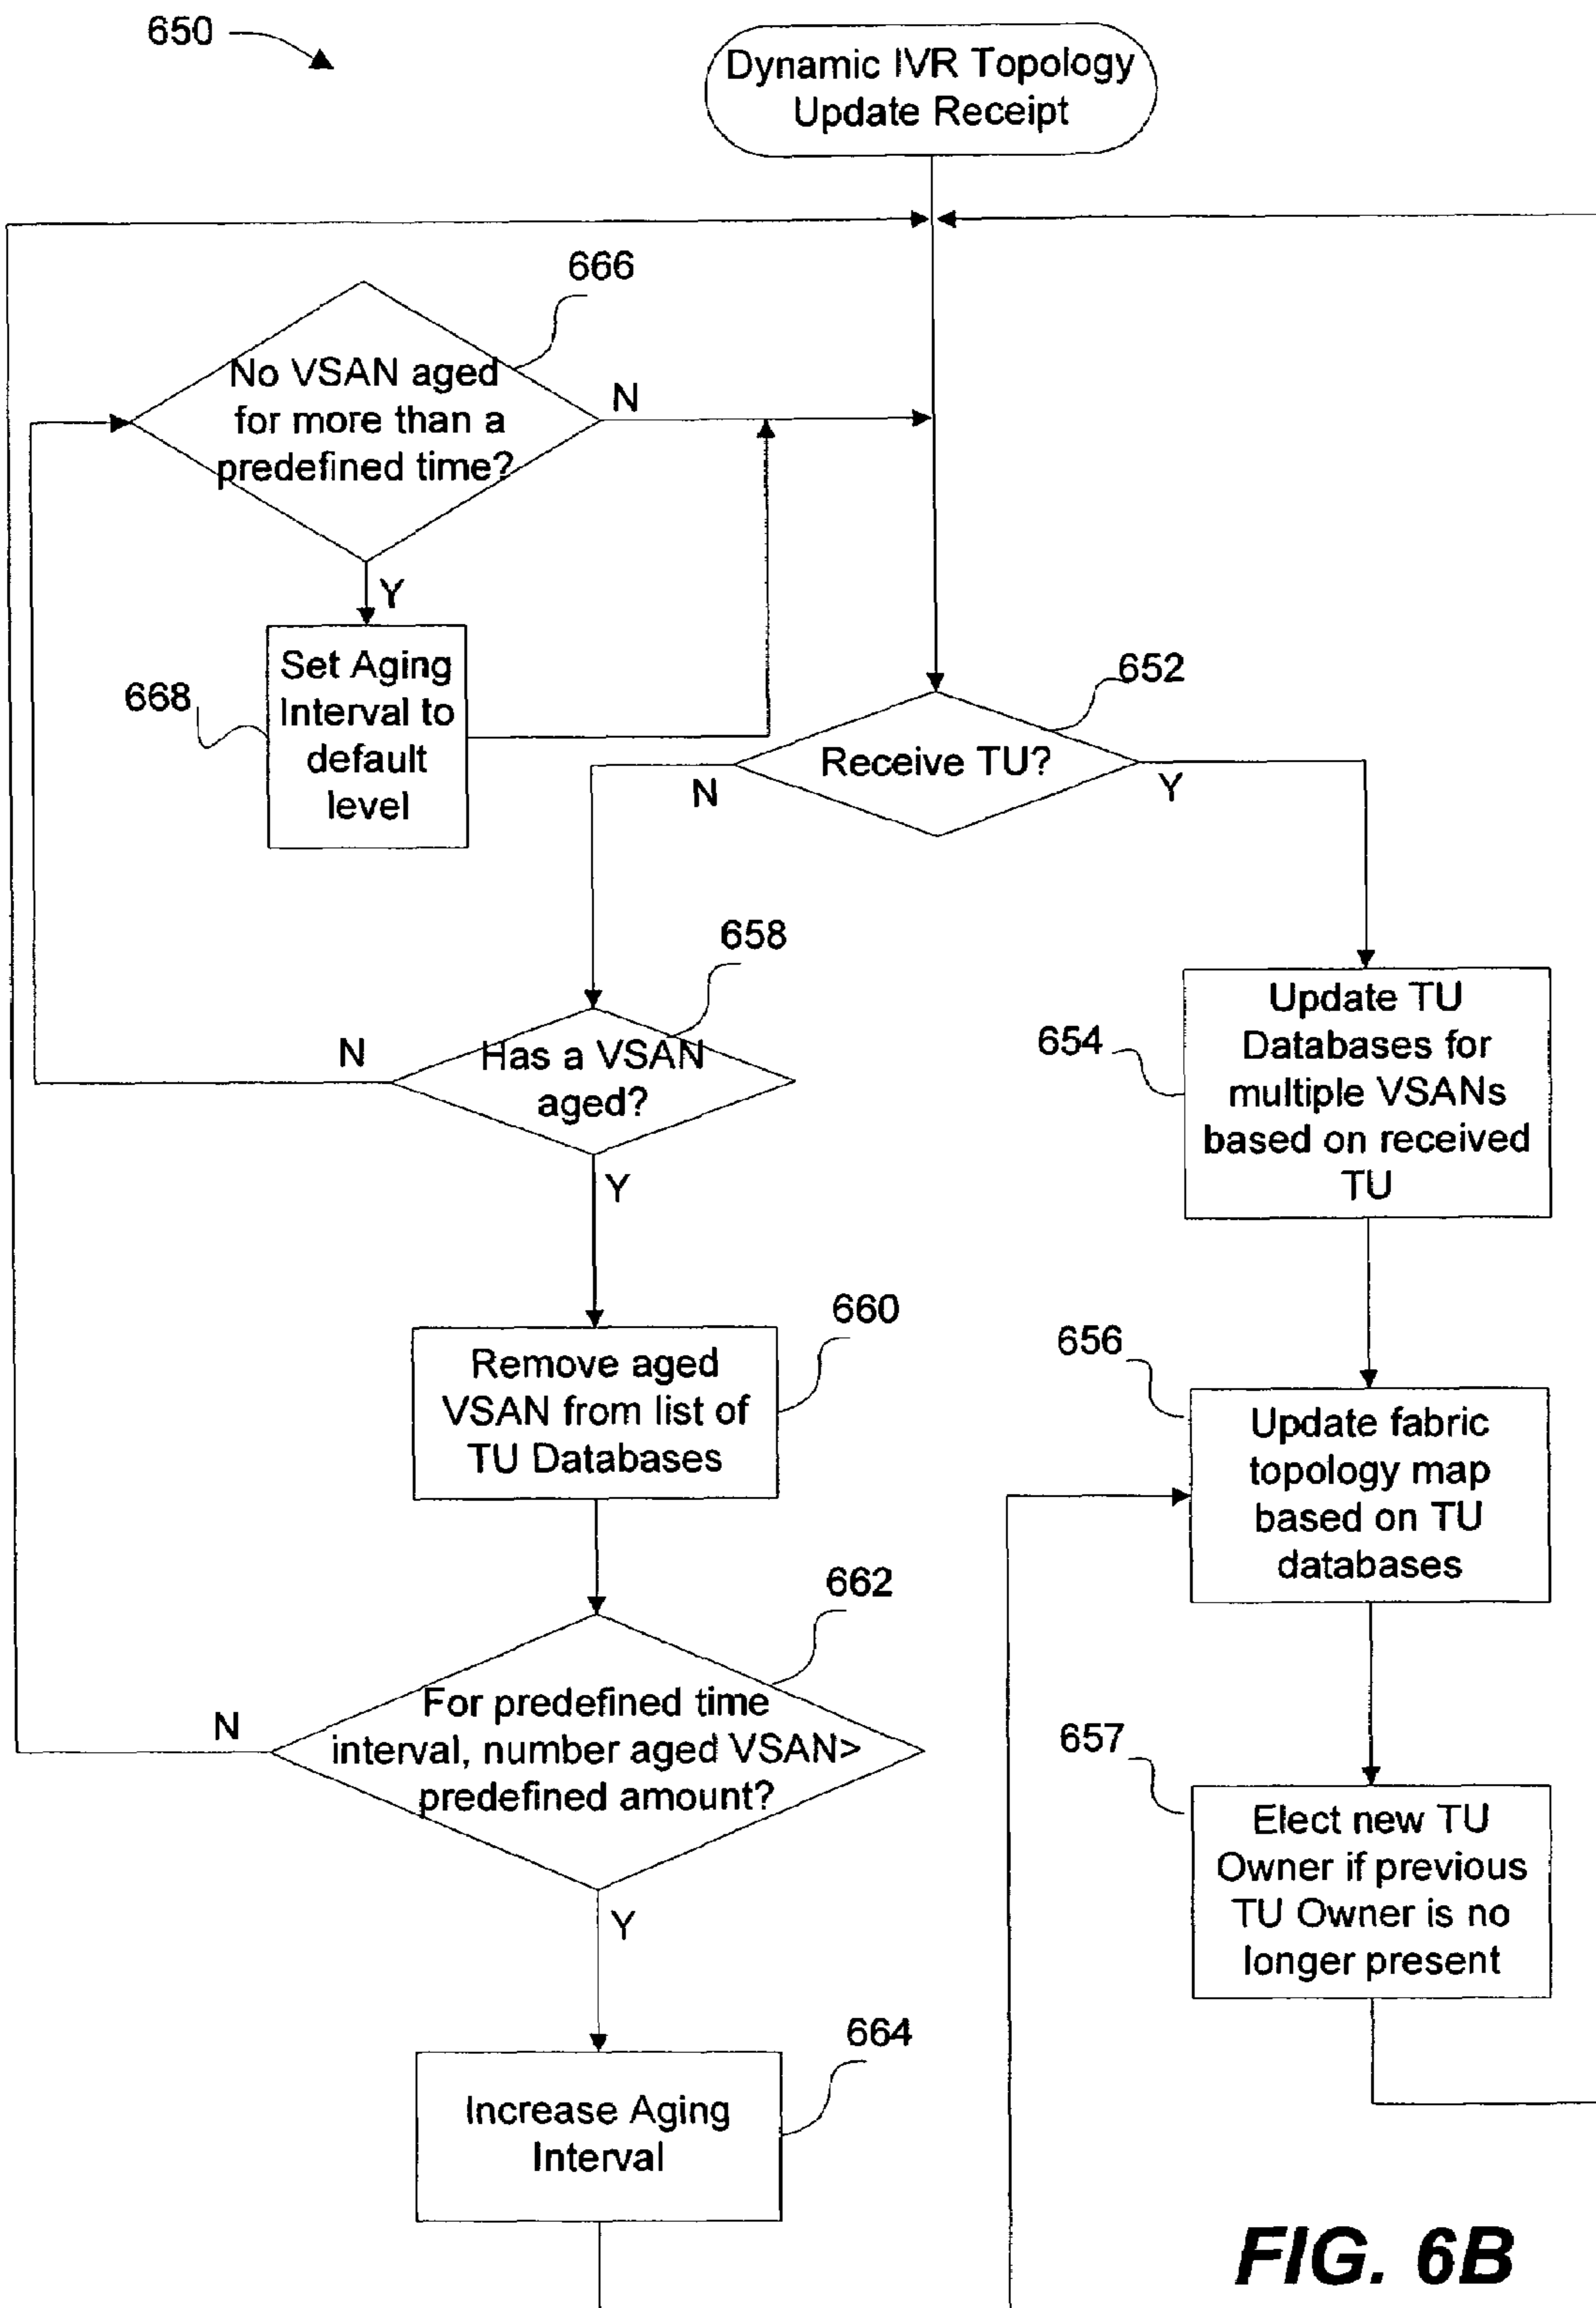 650
Dynamic IVR Topology
Update Receipt
666
No VSAN aged
for more than a
predefined time?
N
Y
668
Set Aging
Interval to
default
level
652
Receive TU?
N
Y
658
Has a VSAN
aged?
N
Y
654
Update TU
Databases for
multiple VSANs
based on received
TU
660
Remove aged
VSAN from list of
TU Databases
656
Update fabric
topology map
based on TU
databases
662
For predefined time
interval, number aged VSAN>
predefined amount?
N
Y
657
Elect new TU
Owner if previous
TU Owner is no
longer present
664
Increase Aging
Interval
FIG. 6B